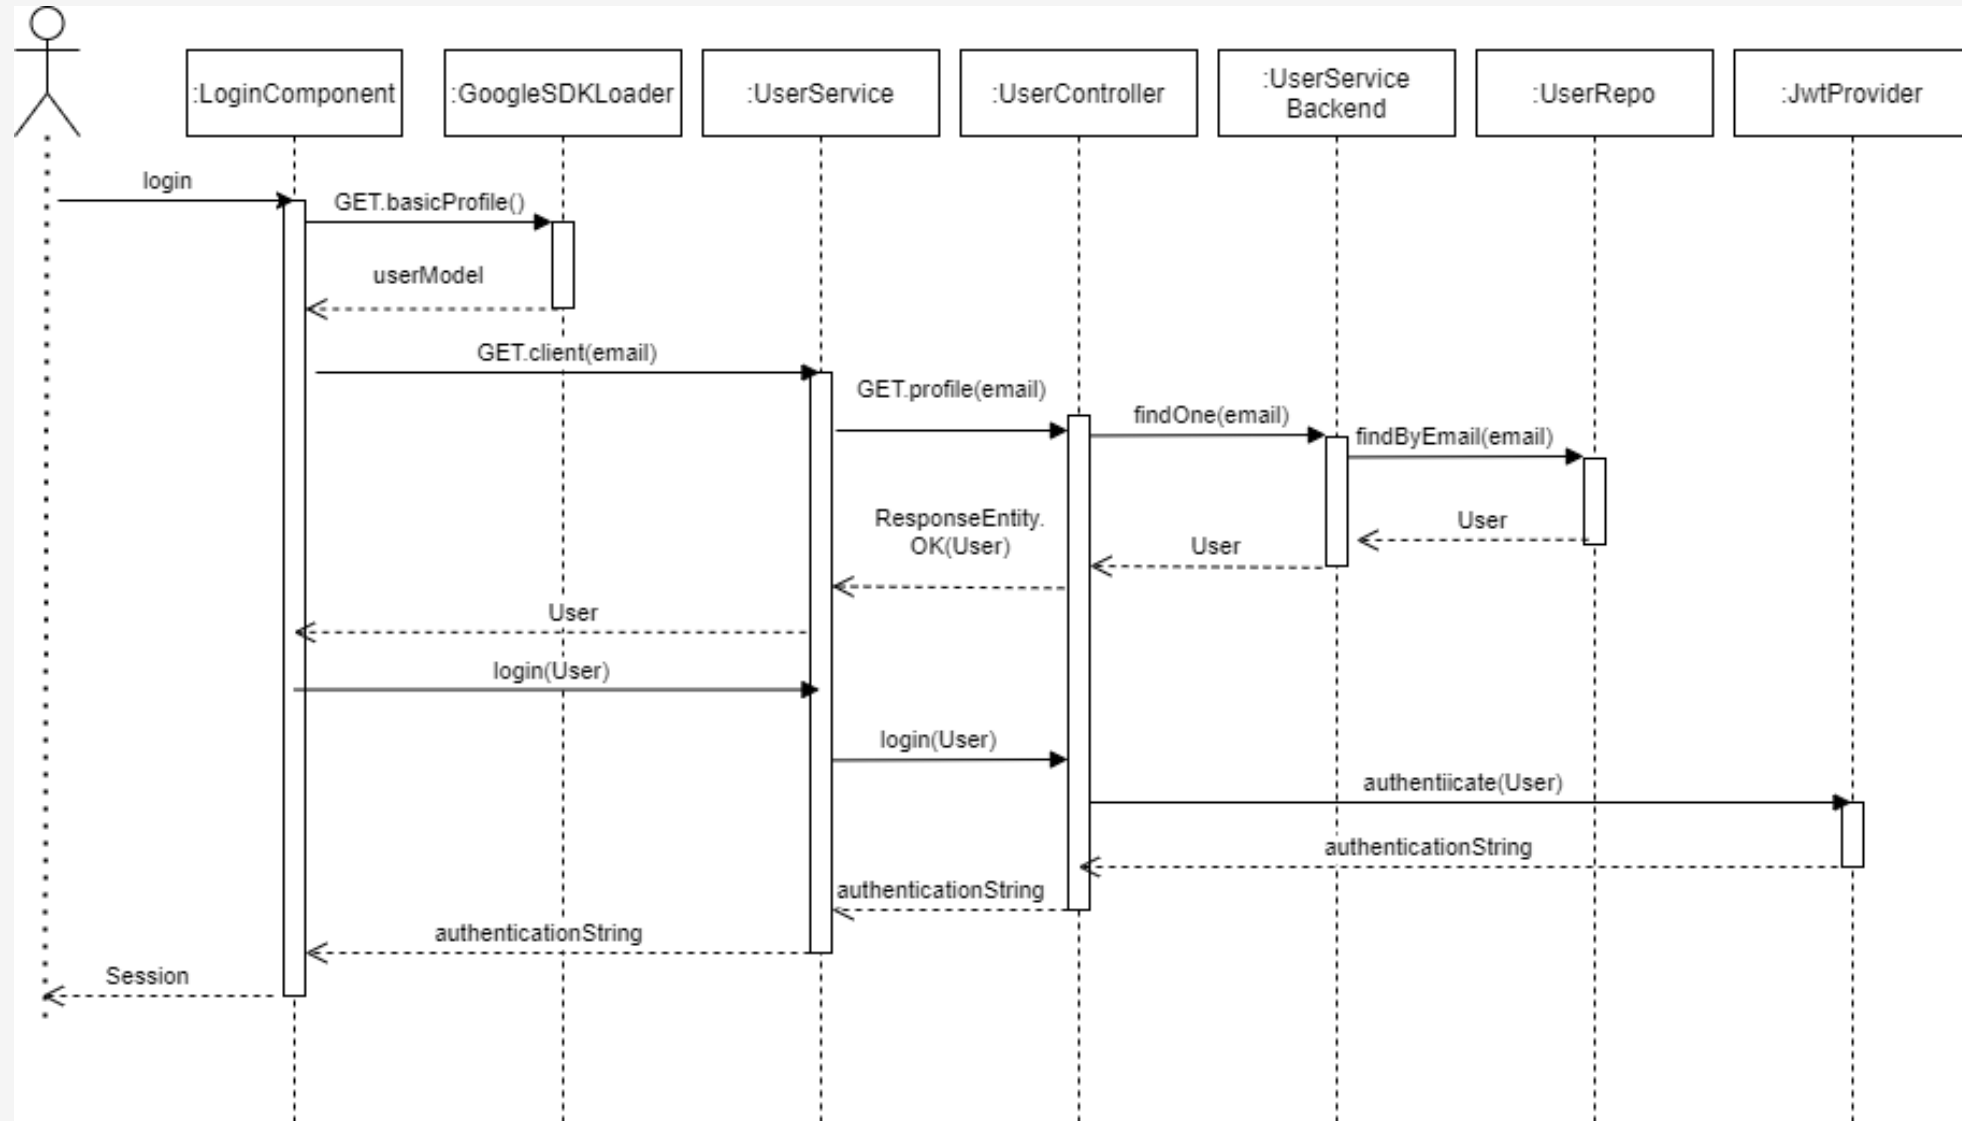 :LoginComponent
:GoogleSDKLoader
:UserService
:UserController
:UserService
Backend
:UserRepo
:JwtProvider
login
GET.basicProfile()
userModel
GET.client(email)
GET.profile(email)
findOne(email)
findByEmail(email)
ResponseEntity.
OK(User)
User
User
User
login(User)
login(User)
authentiicate(User)
authenticationString
authenticationString
authenticationString
Session